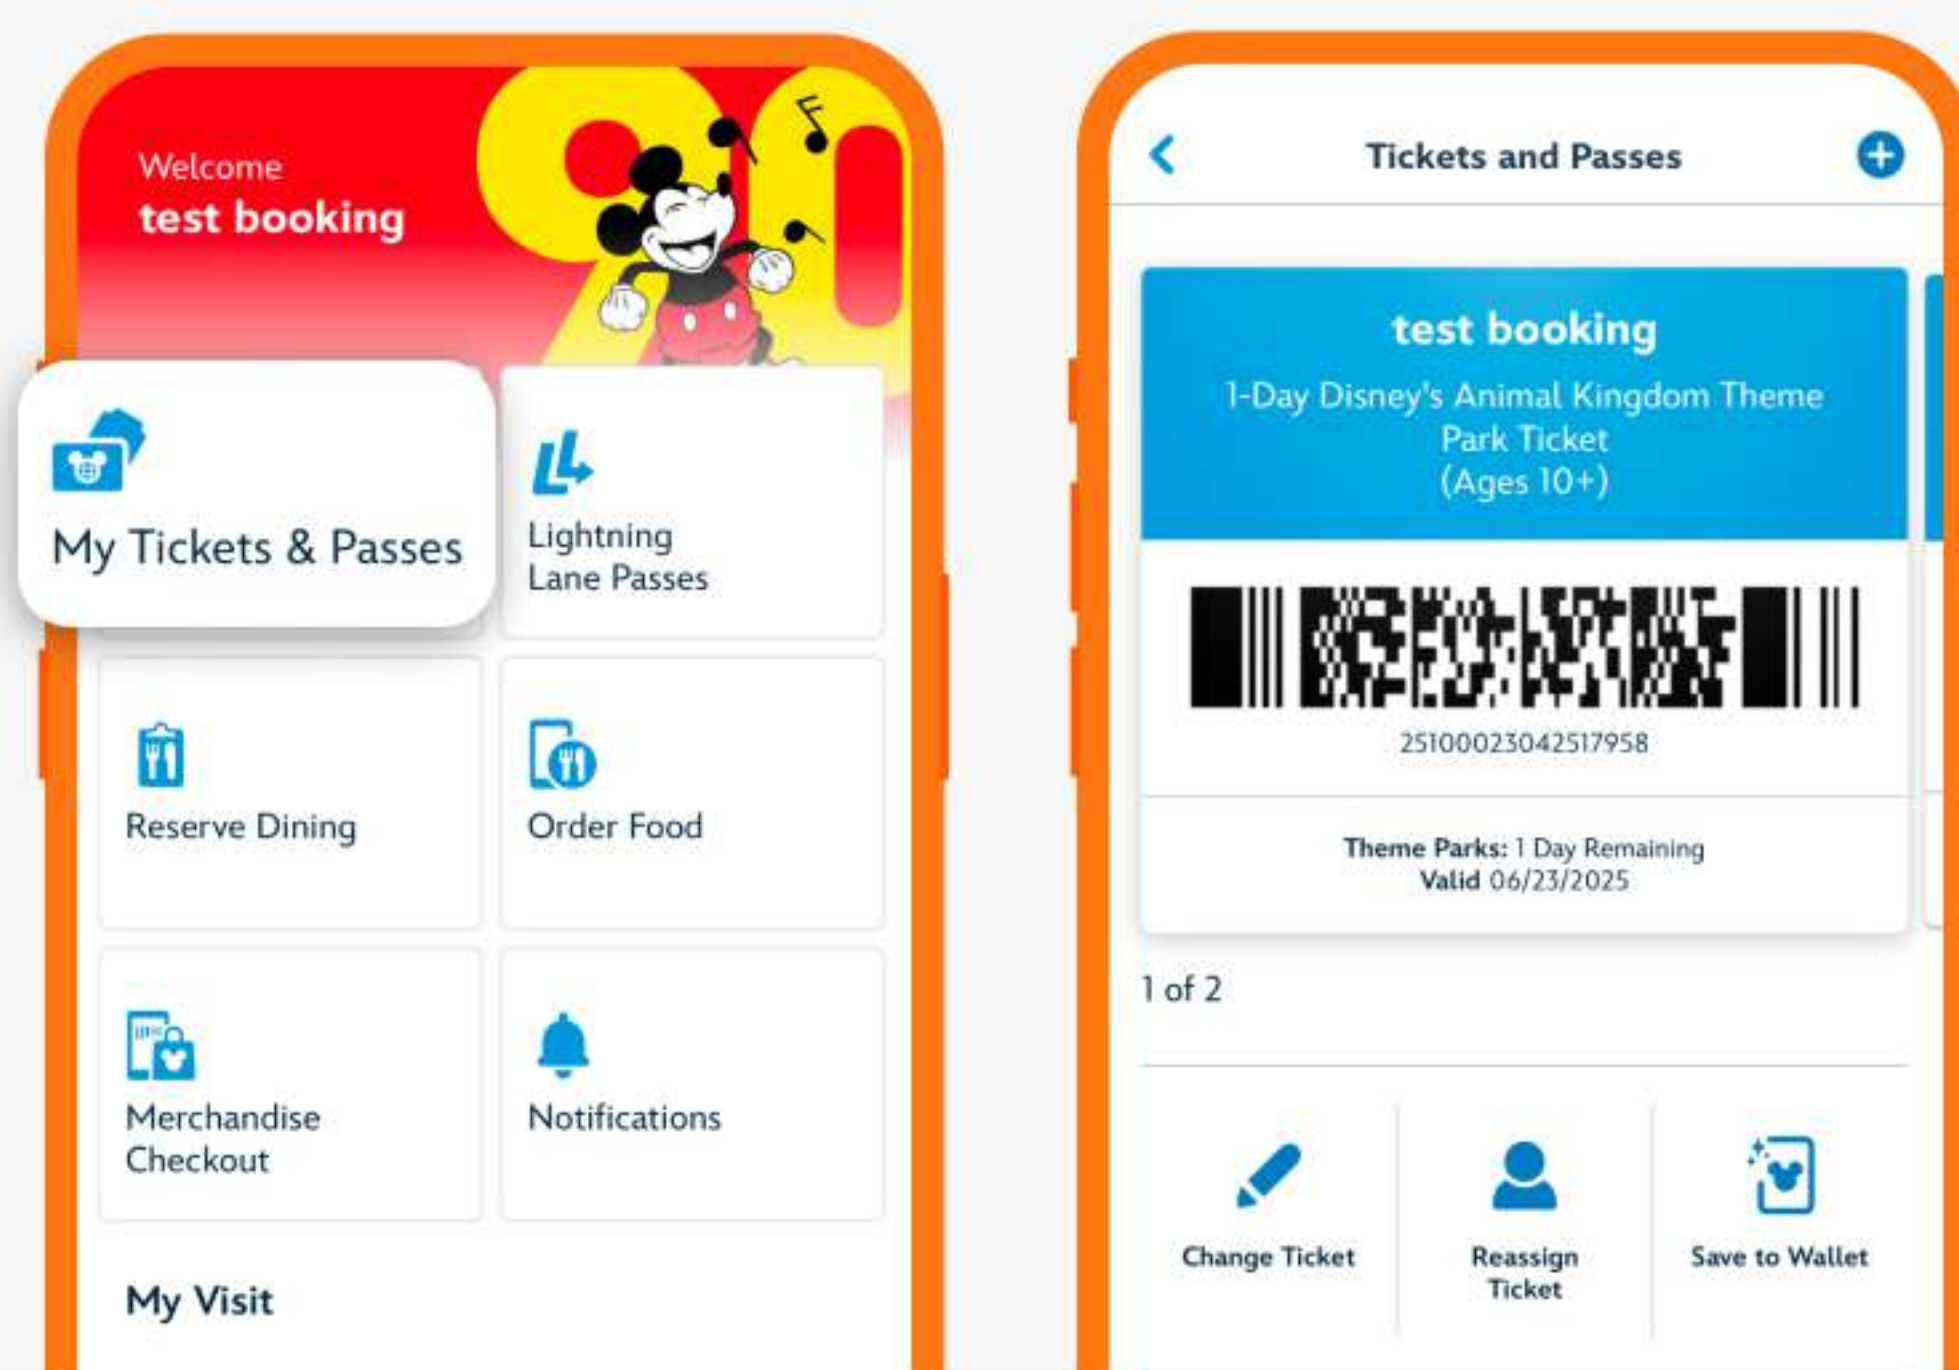 Welcome
test booking
My Tickets & Passes
Lightning
Lane Passes
Reserve Dining
Order Food
Merchandise
Checkout
Notifications
My Visit
Tickets and Passes
test booking
1-Day Disney's Animal Kingdom Theme
Park Ticket
(Ages 10+)
25100023042517958
Theme Parks: 1 Day Remaining
Valid 06/23/2025
1 of 2
Change Ticket
Reassign
Ticket
Save to Wallet